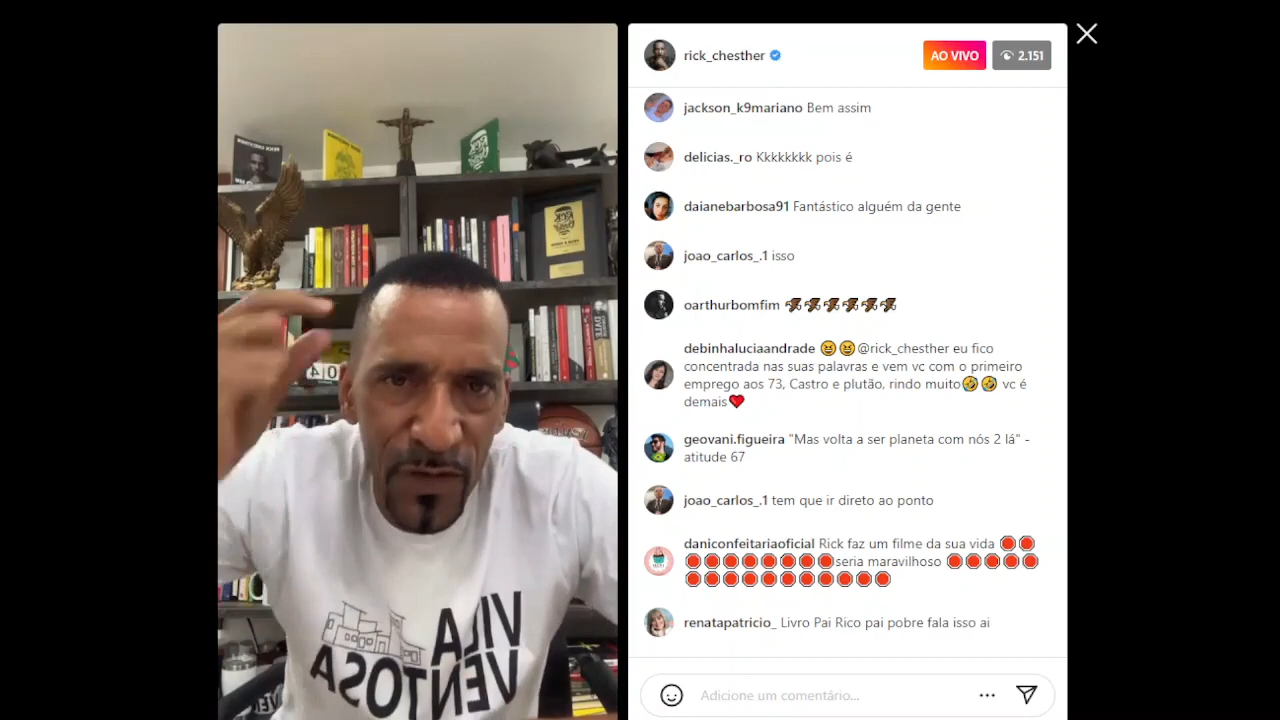 rick_chesther
AO VIVO
2.151
jackson_k9mariano Bem assim
delicias._ro Kkkkkkkk pois é
daianebarbosa91 Fantástico alguém da gente
joao_carlos_.1 isso
oarthurbomfim
debinhaluciaandrade 😆😆@rick_chesther eu fico
concentrada nas suas palavras e vem vc com o primeiro
emprego aos 73, Castro e plutão, rindo muito🤣🤣 vc é
demais❤️
geovani.figueira "Mas volta a ser planeta com nós 2 lá" -
atitude 67
joao_carlos_.1 tem que ir direto ao ponto
daniconfeitariaoficial Rick faz um filme da sua vida 🛑🛑
🛑🛑🛑🛑🛑🛑🛑🛑seria maravilhoso 🛑🛑🛑🛑🛑
🛑🛑🛑🛑🛑🛑🛑🛑🛑🛑🛑
renatapatricio_ Livro Pai Rico pai pobre fala isso ai
Adicione um comentário...
VILA
VENTOSA